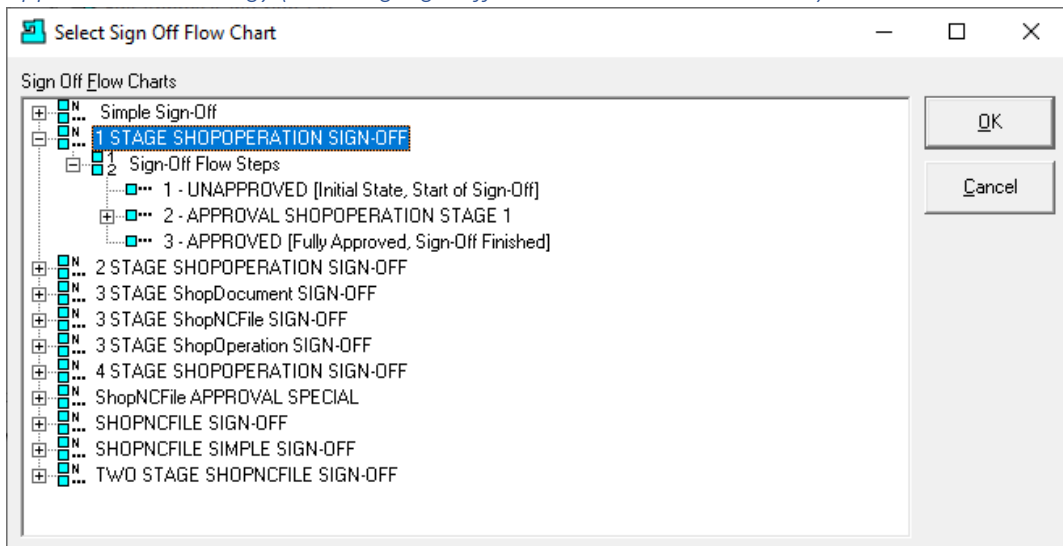 Select Sign Off Flow Chart
Sign Off Flow Charts
Simple Sign-Off
1 STAGE SHOPOPERATION SIGN-OFF
Sign-Off Flow Steps
1 - UNAPPROVED [Initial State, Start of Sign-Off]
2 - APPROVAL SHOPOPERATION STAGE 1
3 - APPROVED [Fully Approved, Sign-Off Finished]
2 STAGE SHOPOPERATION SIGN-OFF
3 STAGE ShopDocument SIGN-OFF
3 STAGE ShopNCFile SIGN-OFF
3 STAGE ShopOperation SIGN-OFF
4 STAGE SHOPOPERATION SIGN-OFF
ShopNCFile APPROVAL SPECIAL
SHOPNCFILE SIGN-OFF
SHOPNCFILE SIMPLE SIGN-OFF
TWO STAGE SHOPNCFILE SIGN-OFF
OK
Cancel